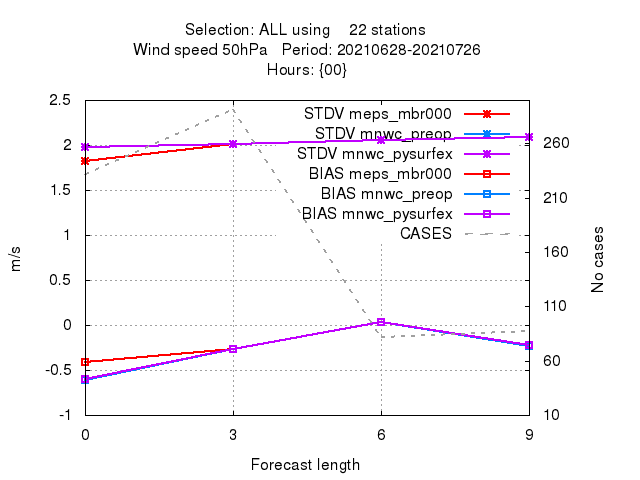 Selection: ALL using 22 stations
Wind speed 50hPa Period: 20210628-20210726
Hours: {00}
2.5
2
1.5
1
0.5
0
-0.5
-1
m/s
STDV meps_mbr000
STDV mnwc_preop
STDV mnwc_pysurfex
BIAS meps_mbr000
BIAS mnwc_preop
BIAS mnwc_pysurfex
CASES
260
210
160
110
60
10
No cases
0 3 6 9
Forecast length